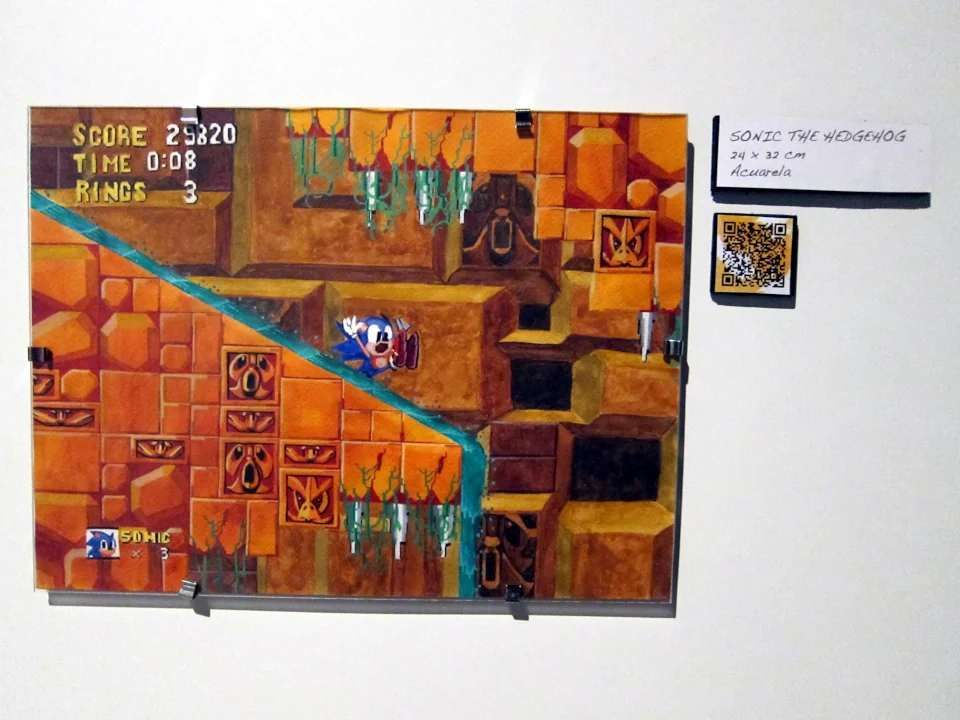 SCORE 29820
TIME 0:08
RINGS 3
SONIC
× 3
SONIC THE HEDGEHOG
24 x 32 cm
Acuarela